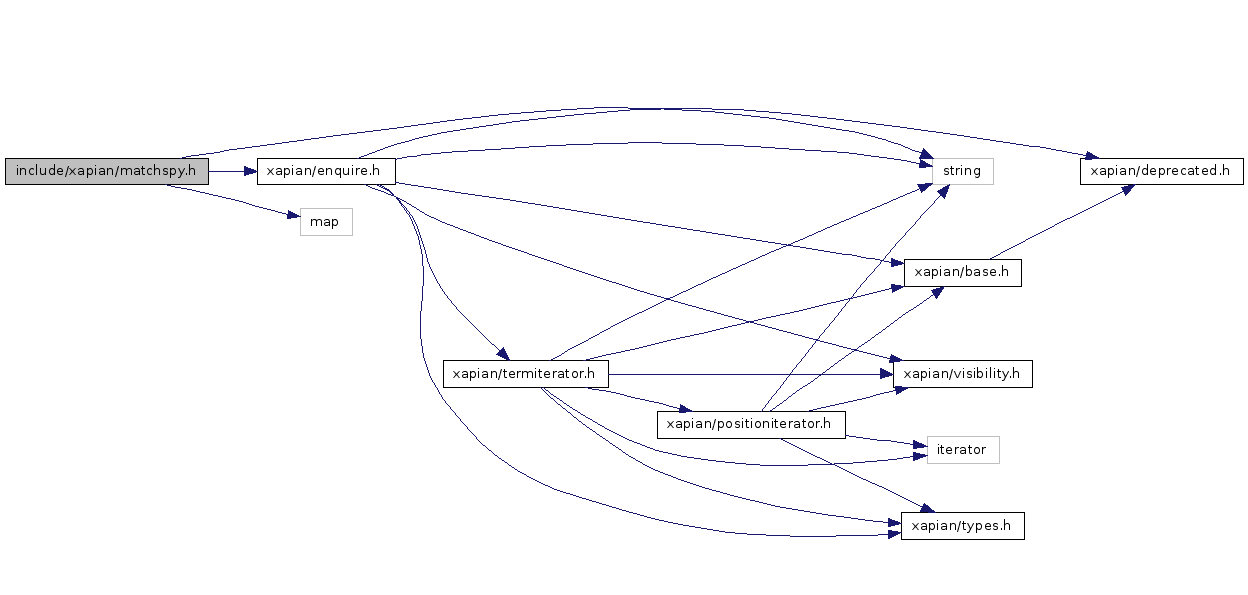 include/xapian/matchspy.h
xapian/enquire.h
string
xapian/deprecated.h
map
xapian/base.h
xapian/termiterator.h
xapian/visibility.h
xapian/positioniterator.h
iterator
xapian/types.h